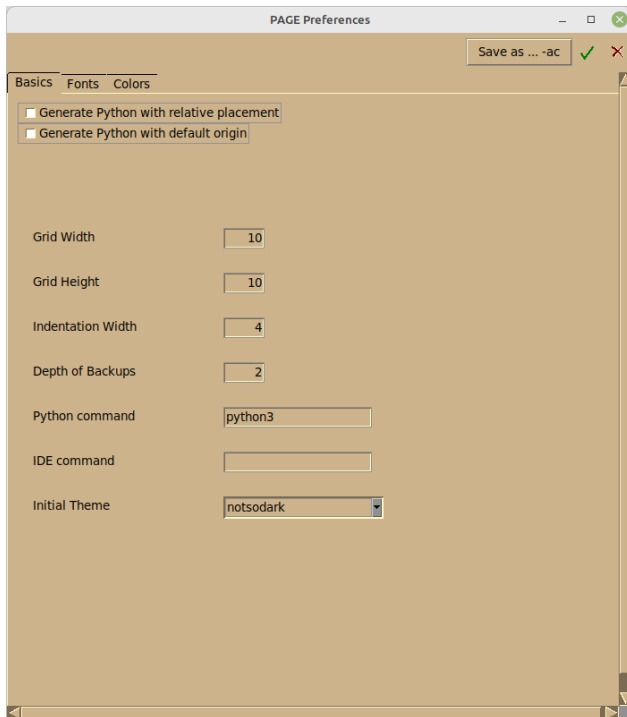 PAGE Preferences
Save as ... -ac
Basics Fonts Colors
Generate Python with relative placement
Generate Python with default origin
Grid Width 10
Grid Height 10
Indentation Width 4
Depth of Backups 2
Python command python3
IDE command
Initial Theme notsodark